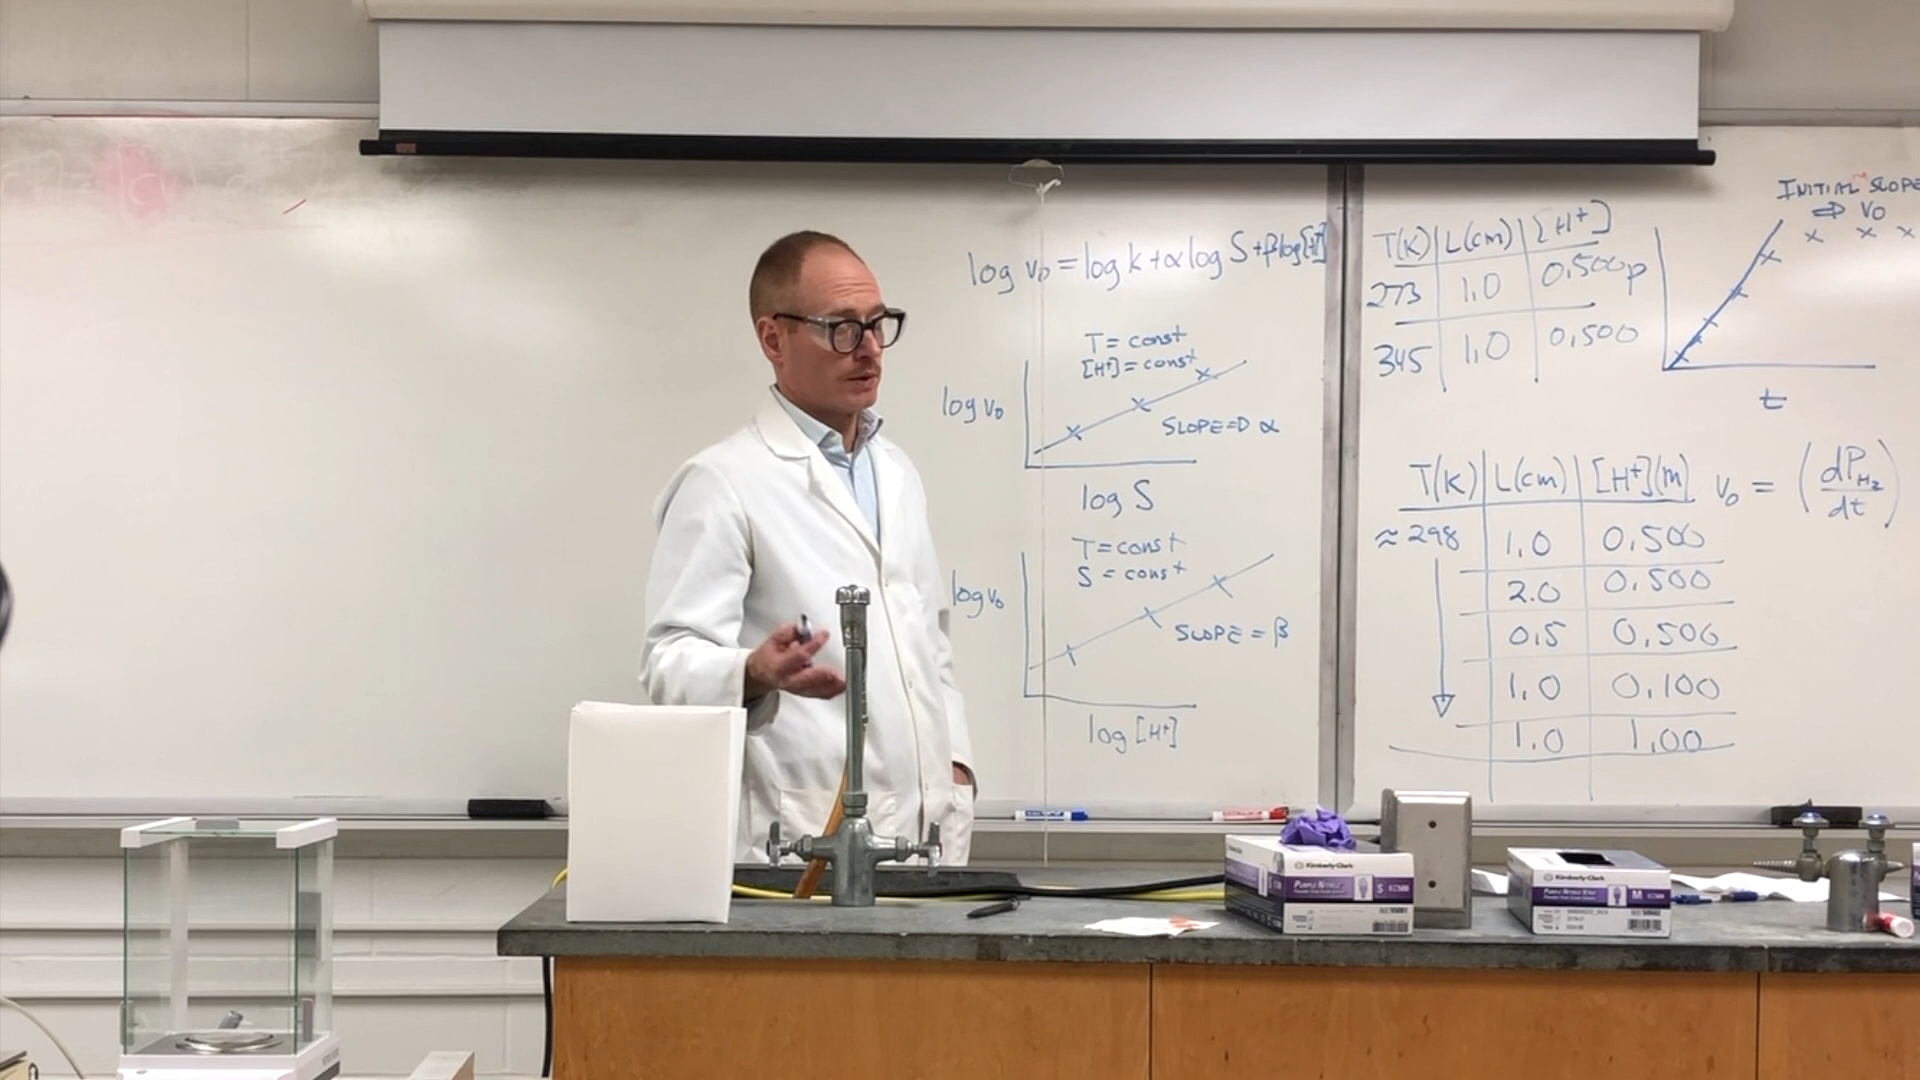 log v₀ = log k + α log S + β log [H⁺]
T = const
[H⁺] = const
log v₀
SLOPE ⇒ α
log S
T = const
S = const
log v₀
SLOPE = β
log [H⁺]
T(K) L(cm) [H⁺]
273 1.0 0.500
345 1.0 0.500
INITIAL SLOPE
⇒ v₀
t
T(K) L(cm) [H⁺](m)
≈ 298 1.0 0.500
2.0 0.500
0.5 0.500
1.0 0.100
1.0 1.00
v₀ = (dP_H₂/dt)
Kimberly-Clark
PURPLE NITRILE
S
Kimberly-Clark
PURPLE NITRILE
M